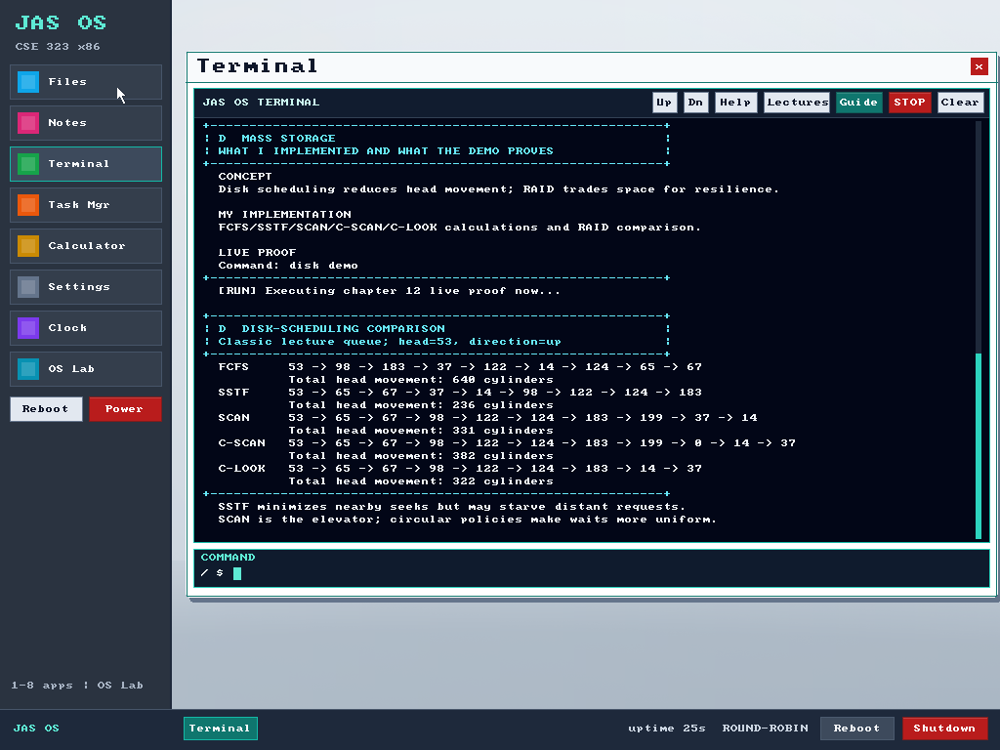 JAS OS
CSE 323 x86
Files
Notes
Terminal
Task Mgr
Calculator
Settings
Clock
OS Lab
Reboot
Power
1-8 apps ¦ OS Lab
Terminal
x
JAS OS TERMINAL
Up
Dn
Help
Lectures
Guide
STOP
Clear
+----------------------------------------------------------+
¦ D  MASS STORAGE ¦
¦ WHAT I IMPLEMENTED AND WHAT THE DEMO PROVES ¦
+----------------------------------------------------------+
CONCEPT
Disk scheduling reduces head movement; RAID trades space for resilience.
MY IMPLEMENTATION
FCFS/SSTF/SCAN/C-SCAN/C-LOOK calculations and RAID comparison.
LIVE PROOF
Command: disk demo
+----------------------------------------------------------+
[RUN] Executing chapter 12 live proof now...
+----------------------------------------------------------+
¦ D  DISK-SCHEDULING COMPARISON ¦
¦ Classic lecture queue; head=53, direction=up ¦
+----------------------------------------------------------+
FCFS     53 -> 98 -> 183 -> 37 -> 122 -> 14 -> 124 -> 65 -> 67
Total head movement: 640 cylinders
SSTF     53 -> 65 -> 67 -> 37 -> 14 -> 98 -> 122 -> 124 -> 183
Total head movement: 236 cylinders
SCAN     53 -> 65 -> 67 -> 98 -> 122 -> 124 -> 183 -> 199 -> 37 -> 14
Total head movement: 331 cylinders
C-SCAN   53 -> 65 -> 67 -> 98 -> 122 -> 124 -> 183 -> 199 -> 0 -> 14 -> 37
Total head movement: 382 cylinders
C-LOOK   53 -> 65 -> 67 -> 98 -> 122 -> 124 -> 183 -> 14 -> 37
Total head movement: 322 cylinders
+----------------------------------------------------------+
SSTF minimizes nearby seeks but may starve distant requests.
SCAN is the elevator; circular policies make waits more uniform.
COMMAND
/ $
JAS OS
Terminal
uptime 25s
ROUND-ROBIN
Reboot
Shutdown